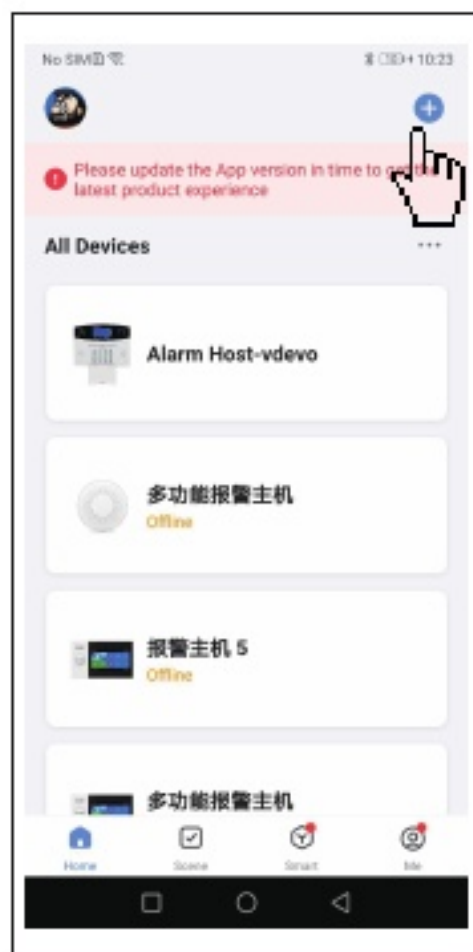 No SIM
10:23
Please update the App version in time to get the
latest product experience
All Devices
Alarm Host-vdevo
多功能报警主机
Offline
报警主机 5
Offline
多功能报警主机
Home
Scene
Smart
Me